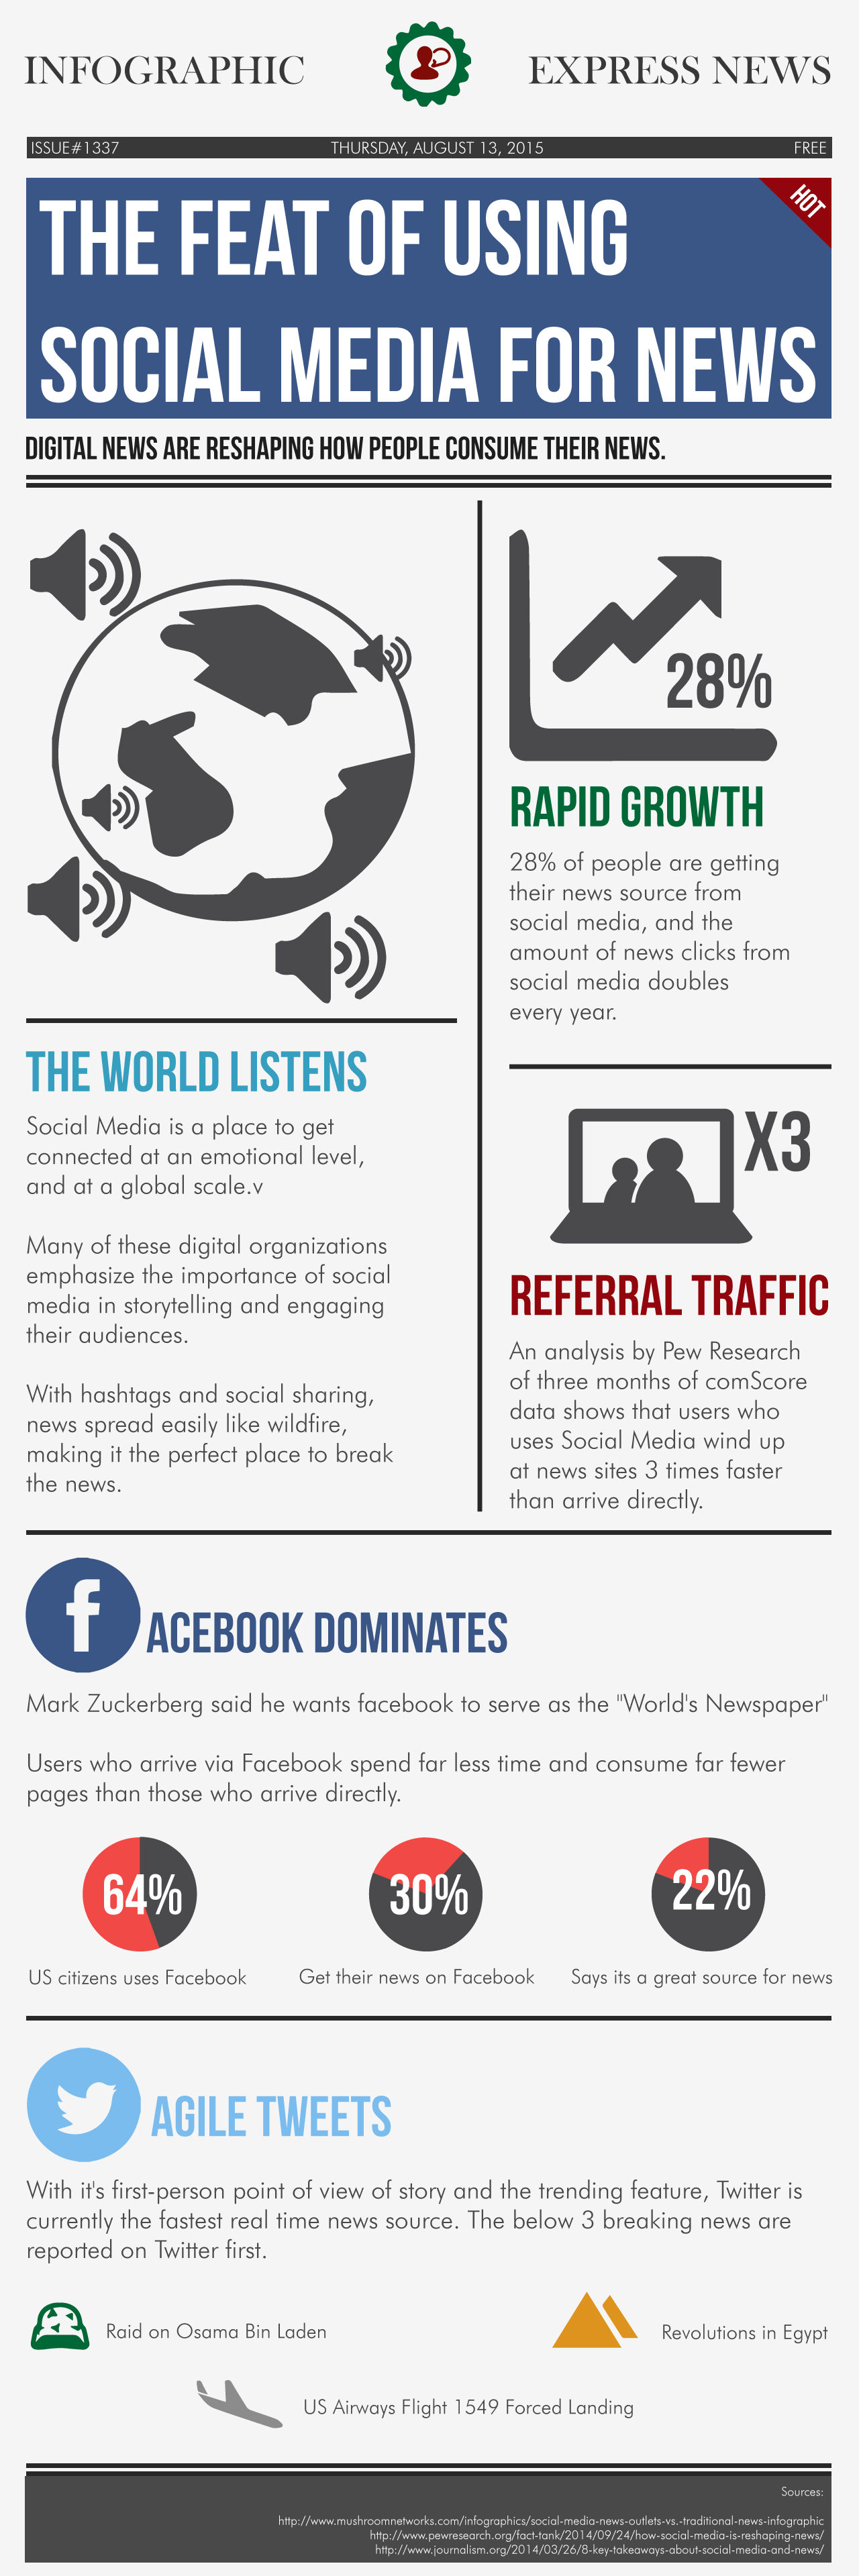 INFOGRAPHIC
EXPRESS NEWS
ISSUE#1337
THURSDAY, AUGUST 13, 2015
FREE
HOT
THE FEAT OF USING
SOCIAL MEDIA FOR NEWS
DIGITAL NEWS ARE RESHAPING HOW PEOPLE CONSUME THEIR NEWS.
THE WORLD LISTENS
Social Media is a place to get
connected at an emotional level,
and at a global scale.v
Many of these digital organizations
emphasize the importance of social
media in storytelling and engaging
their audiences.
With hashtags and social sharing,
news spread easily like wildfire,
making it the perfect place to break
the news.
28%
RAPID GROWTH
28% of people are getting
their news source from
social media, and the
amount of news clicks from
social media doubles
every year.
X3
REFERRAL TRAFFIC
An analysis by Pew Research
of three months of comScore
data shows that users who
uses Social Media wind up
at news sites 3 times faster
than arrive directly.
f ACEBOOK DOMINATES
Mark Zuckerberg said he wants facebook to serve as the "World's Newspaper"
Users who arrive via Facebook spend far less time and consume far fewer
pages than those who arrive directly.
64%
US citizens uses Facebook
30%
Get their news on Facebook
22%
Says its a great source for news
AGILE TWEETS
With it's first-person point of view of story and the trending feature, Twitter is
currently the fastest real time news source. The below 3 breaking news are
reported on Twitter first.
Raid on Osama Bin Laden
Revolutions in Egypt
US Airways Flight 1549 Forced Landing
Sources:
http://www.mushroomnetworks.com/infographics/social-media-news-outlets-vs.-traditional-news-infographic
http://www.pewresearch.org/fact-tank/2014/09/24/how-social-media-is-reshaping-news/
http://www.journalism.org/2014/03/26/8-key-takeaways-about-social-media-and-news/